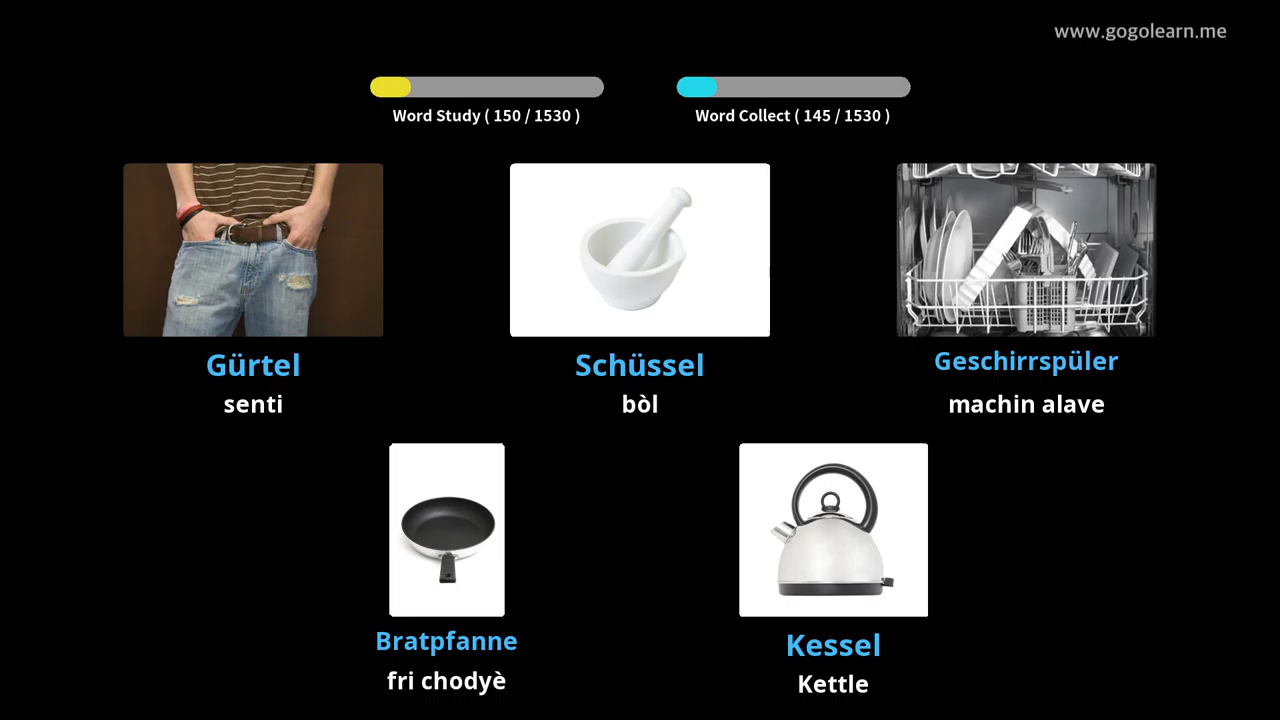 www.gogolearn.me
Word Study ( 150 / 1530 )
Word Collect ( 145 / 1530 )
Gürtel
senti
Schüssel
bòl
Geschirrspüler
machin alave
Bratpfanne
fri chodyè
Kessel
Kettle